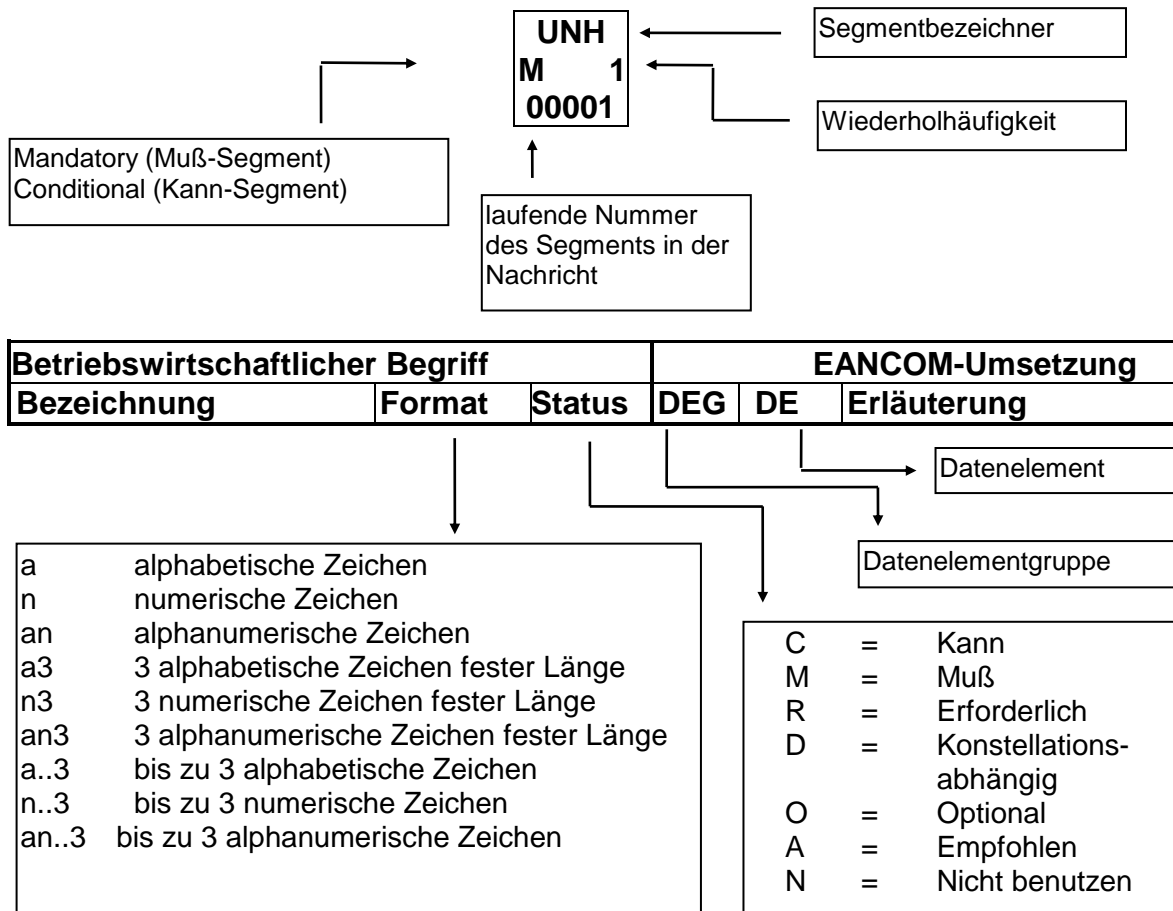 UNH
M 1
00001
Segmentbezeichner
Wiederholhäufigkeit
Mandatory (Muß-Segment)
Conditional (Kann-Segment)
laufende Nummer
des Segments in der
Nachricht
Betriebswirtschaftlicher Begriff EANCOM-Umsetzung
Bezeichnung Format Status DEG DE Erläuterung
Datenelement
Datenelementgruppe
a alphabetische Zeichen
n numerische Zeichen
an alphanumerische Zeichen
a3 3 alphabetische Zeichen fester Länge
n3 3 numerische Zeichen fester Länge
an3 3 alphanumerische Zeichen fester Länge
a..3 bis zu 3 alphabetische Zeichen
n..3 bis zu 3 numerische Zeichen
an..3 bis zu 3 alphanumerische Zeichen
C = Kann
M = Muß
R = Erforderlich
D = Konstellations-
abhängig
O = Optional
A = Empfohlen
N = Nicht benutzen